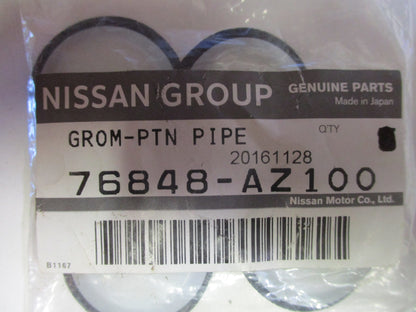 NISSAN GROUP
GENUINE PARTS
Made in Japan
GROM-PTN PIPE
QTY
20161128
76848-AZ100
Nissan Motor Co., Ltd.
B1167